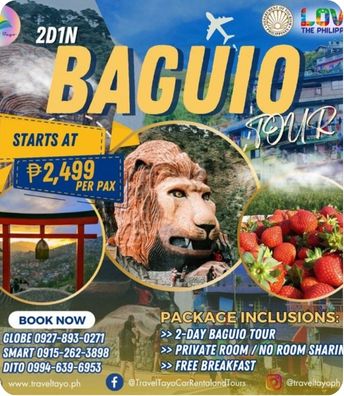 LOVE
THE PHILIPP
2D1N
BAGUIO
TOUR
STARTS AT
₱2,499
PER PAX
BOOK NOW
GLOBE 0927-893-0271
SMART 0915-262-3898
DITO 0994-639-6953
PACKAGE INCLUSIONS:
>> 2-DAY BAGUIO TOUR
>> PRIVATE ROOM / NO ROOM SHARIN
>> FREE BREAKFAST
www.traveltayo.ph
@TravelTayoCarRentalandTours
@traveltayoph